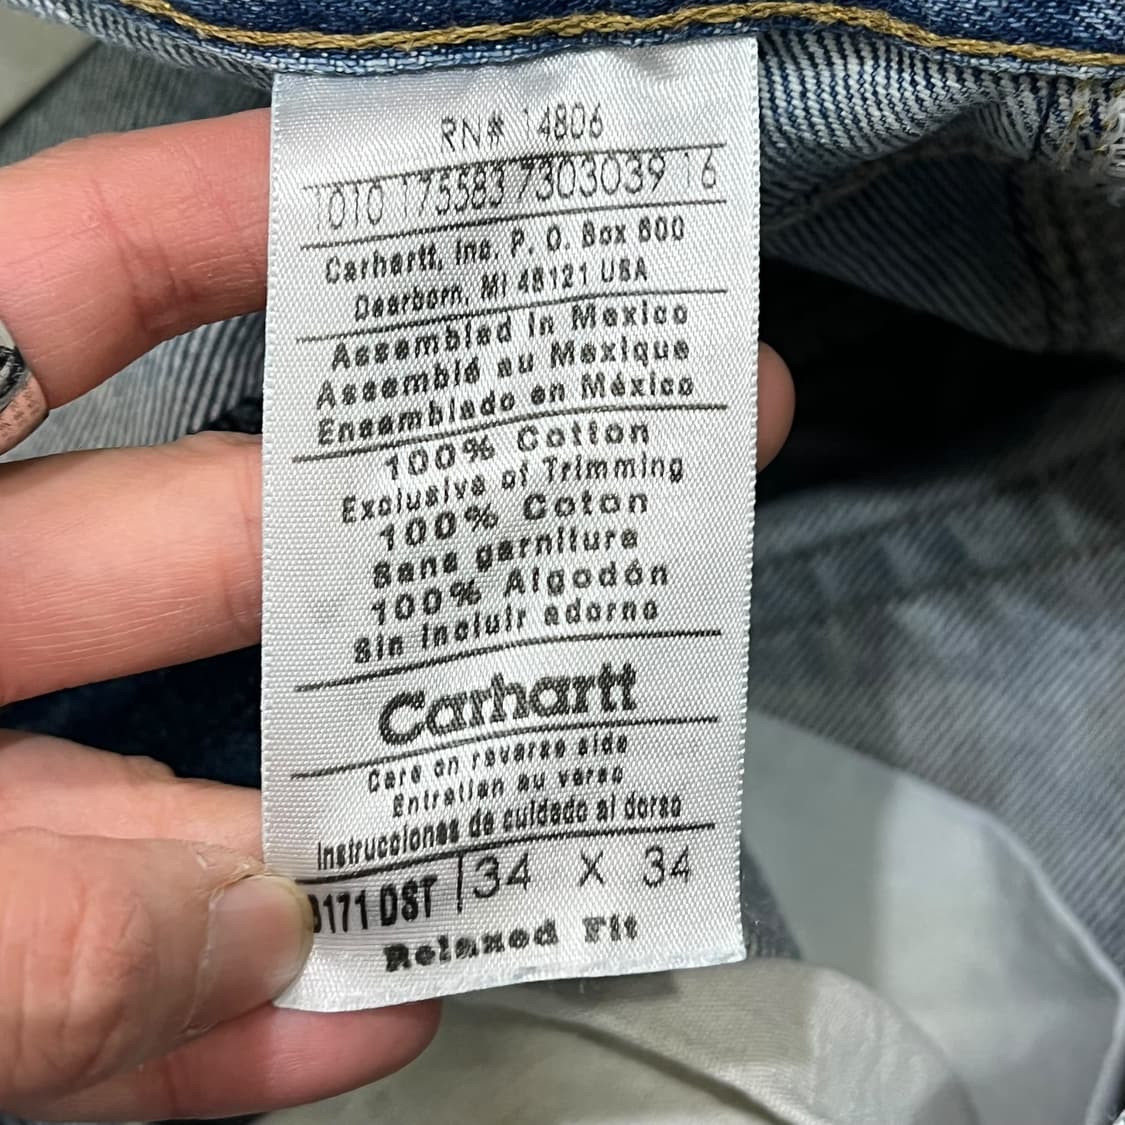 RN# 14806
1010 175583 7303039 16
Carhartt, Inc. P. O. Box 600
Dearborn, MI 48121 USA
Assembled in Mexico
Assemblé au Mexique
Ensamblado en México
100% Cotton
Exclusive of Trimming
100% Coton
Sans garniture
100% Algodón
Sin incluir adorno
Carhartt
Care on reverse side
Entretien au verso
Instrucciones de cuidado al dorso
171 DST 34 X 34
Relaxed Fit